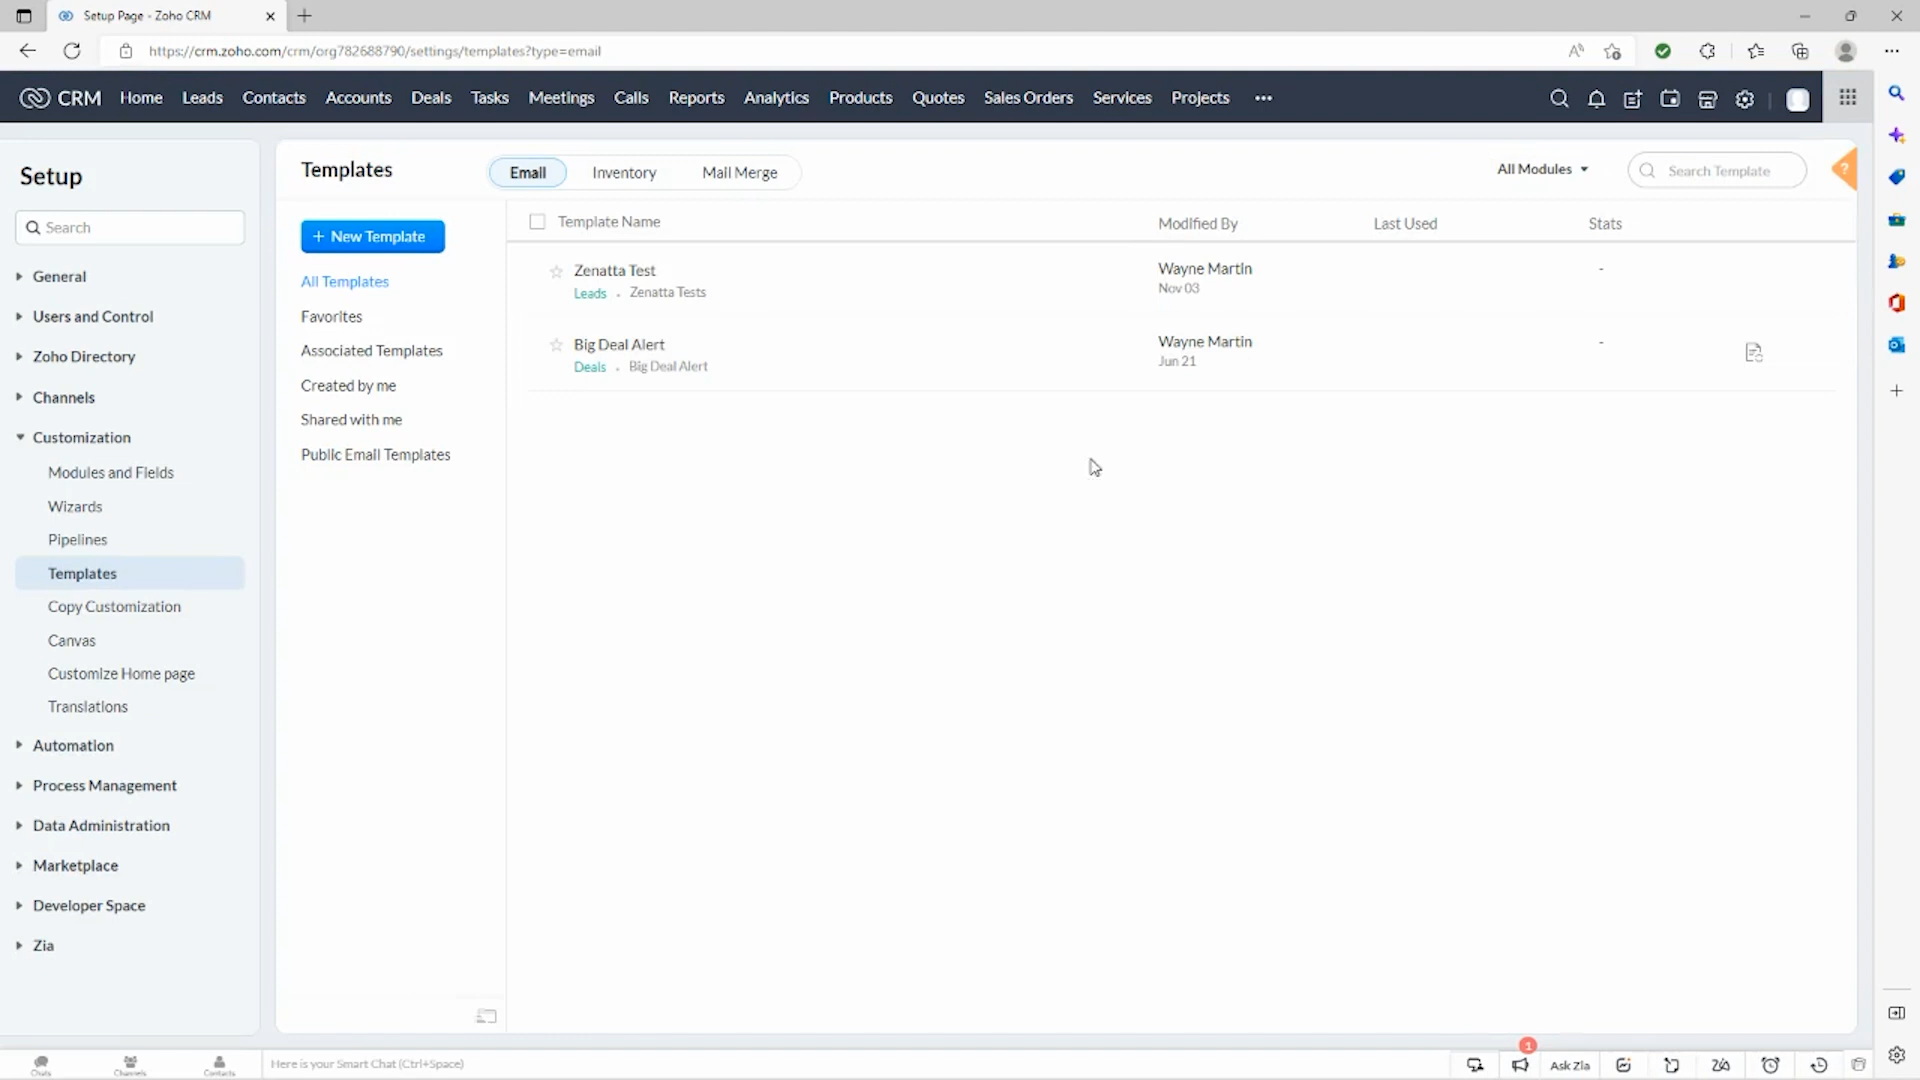 Setup Page - Zoho CRM
https://crm.zoho.com/crm/org782688790/settings/templates?type=email
CRM Home Leads Contacts Accounts Deals Tasks Meetings Calls Reports Analytics Products Quotes Sales Orders Services Projects
Setup
Search
General
Users and Control
Zoho Directory
Channels
Customization
Modules and Fields
Wizards
Pipelines
Templates
Copy Customization
Canvas
Customize Home page
Translations
Automation
Process Management
Data Administration
Marketplace
Developer Space
Zia
Templates
Email Inventory Mail Merge
All Modules
Search Template
?
+ New Template
All Templates
Favorites
Associated Templates
Created by me
Shared with me
Public Email Templates
Template Name Modified By Last Used Stats
Zenatta Test Wayne Martin -
Leads . Zenatta Tests Nov 03
Big Deal Alert Wayne Martin -
Deals . Big Deal Alert Jun 21
Chats Channels Contacts
Here is your Smart Chat (Ctrl+Space)
1
Ask Zia